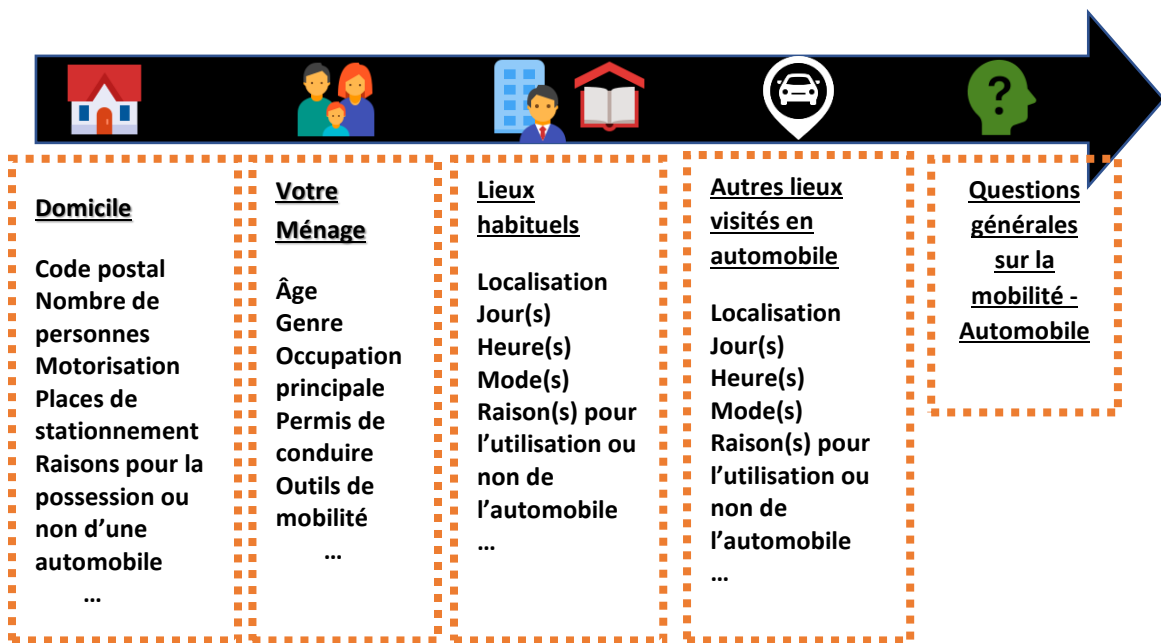 ?
Domicile
Code postal
Nombre de
personnes
Motorisation
Places de
stationnement
Raisons pour la
possession ou
non d'une
automobile
...
Votre
Ménage
Âge
Genre
Occupation
principale
Permis de
conduire
Outils de
mobilité
...
Lieux
habituels
Localisation
Jour(s)
Heure(s)
Mode(s)
Raison(s) pour
l'utilisation ou
non de
l'automobile
...
Autres lieux
visités en
automobile
Localisation
Jour(s)
Heure(s)
Mode(s)
Raison(s) pour
l'utilisation ou
non de
l'automobile
...
Questions
générales
sur la
mobilité -
Automobile